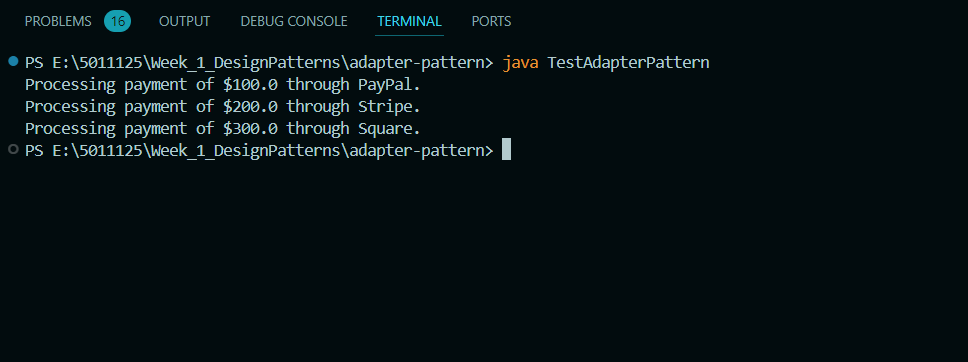 PROBLEMS 16 OUTPUT DEBUG CONSOLE TERMINAL PORTS
PS E:\5011125\Week_1_DesignPatterns\adapter-pattern> java TestAdapterPattern
Processing payment of $100.0 through PayPal.
Processing payment of $200.0 through Stripe.
Processing payment of $300.0 through Square.
PS E:\5011125\Week_1_DesignPatterns\adapter-pattern>